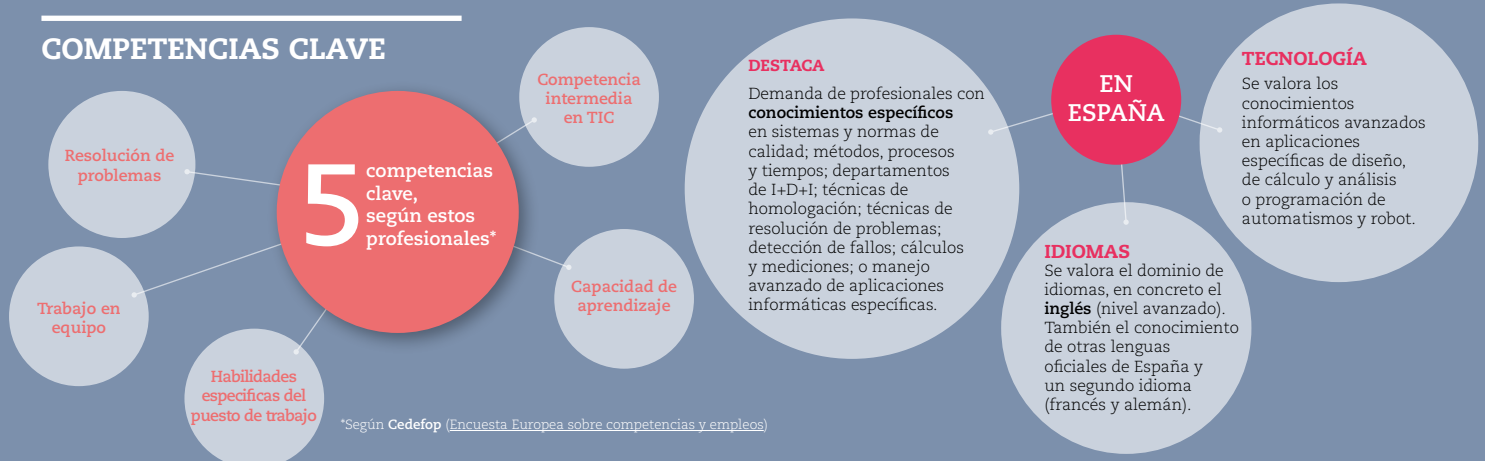 COMPETENCIAS CLAVE
5
competencias
clave,
según estos
profesionales*
Competencia
intermedia
en TIC
Resolución de
problemas
Trabajo en
equipo
Habilidades
especificas del
puesto de trabajo
Capacidad de
aprendizaje
*Según Cedefop (Encuesta Europea sobre competencias y empleos)
EN
ESPAÑA
DESTACA
Demanda de profesionales con
conocimientos específicos
en sistemas y normas de
calidad; métodos, procesos
y tiempos; departamentos
de I+D+I; técnicas de
homologación; técnicas de
resolución de problemas;
detección de fallos; cálculos
y mediciones; o manejo
avanzado de aplicaciones
informáticas específicas.
IDIOMAS
Se valora el dominio de
idiomas, en concreto el
inglés (nivel avanzado).
También el conocimiento
de otras lenguas
oficiales de España y
un segundo idioma
(francés y alemán).
TECNOLOGÍA
Se valora los
conocimientos
informáticos avanzados
en aplicaciones
específicas de diseño,
de cálculo y análisis
o programación de
automatismos y robot.